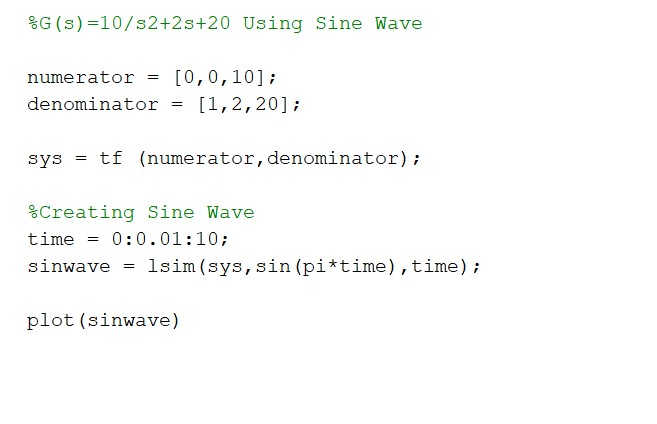 %G(s)=10/s2+2s+20 Using Sine Wave
numerator = [0,0,10];
denominator = [1,2,20];
sys = tf (numerator,denominator);
%Creating Sine Wave
time = 0:0.01:10;
sinwave = lsim(sys,sin(pi*time),time);
plot(sinwave)